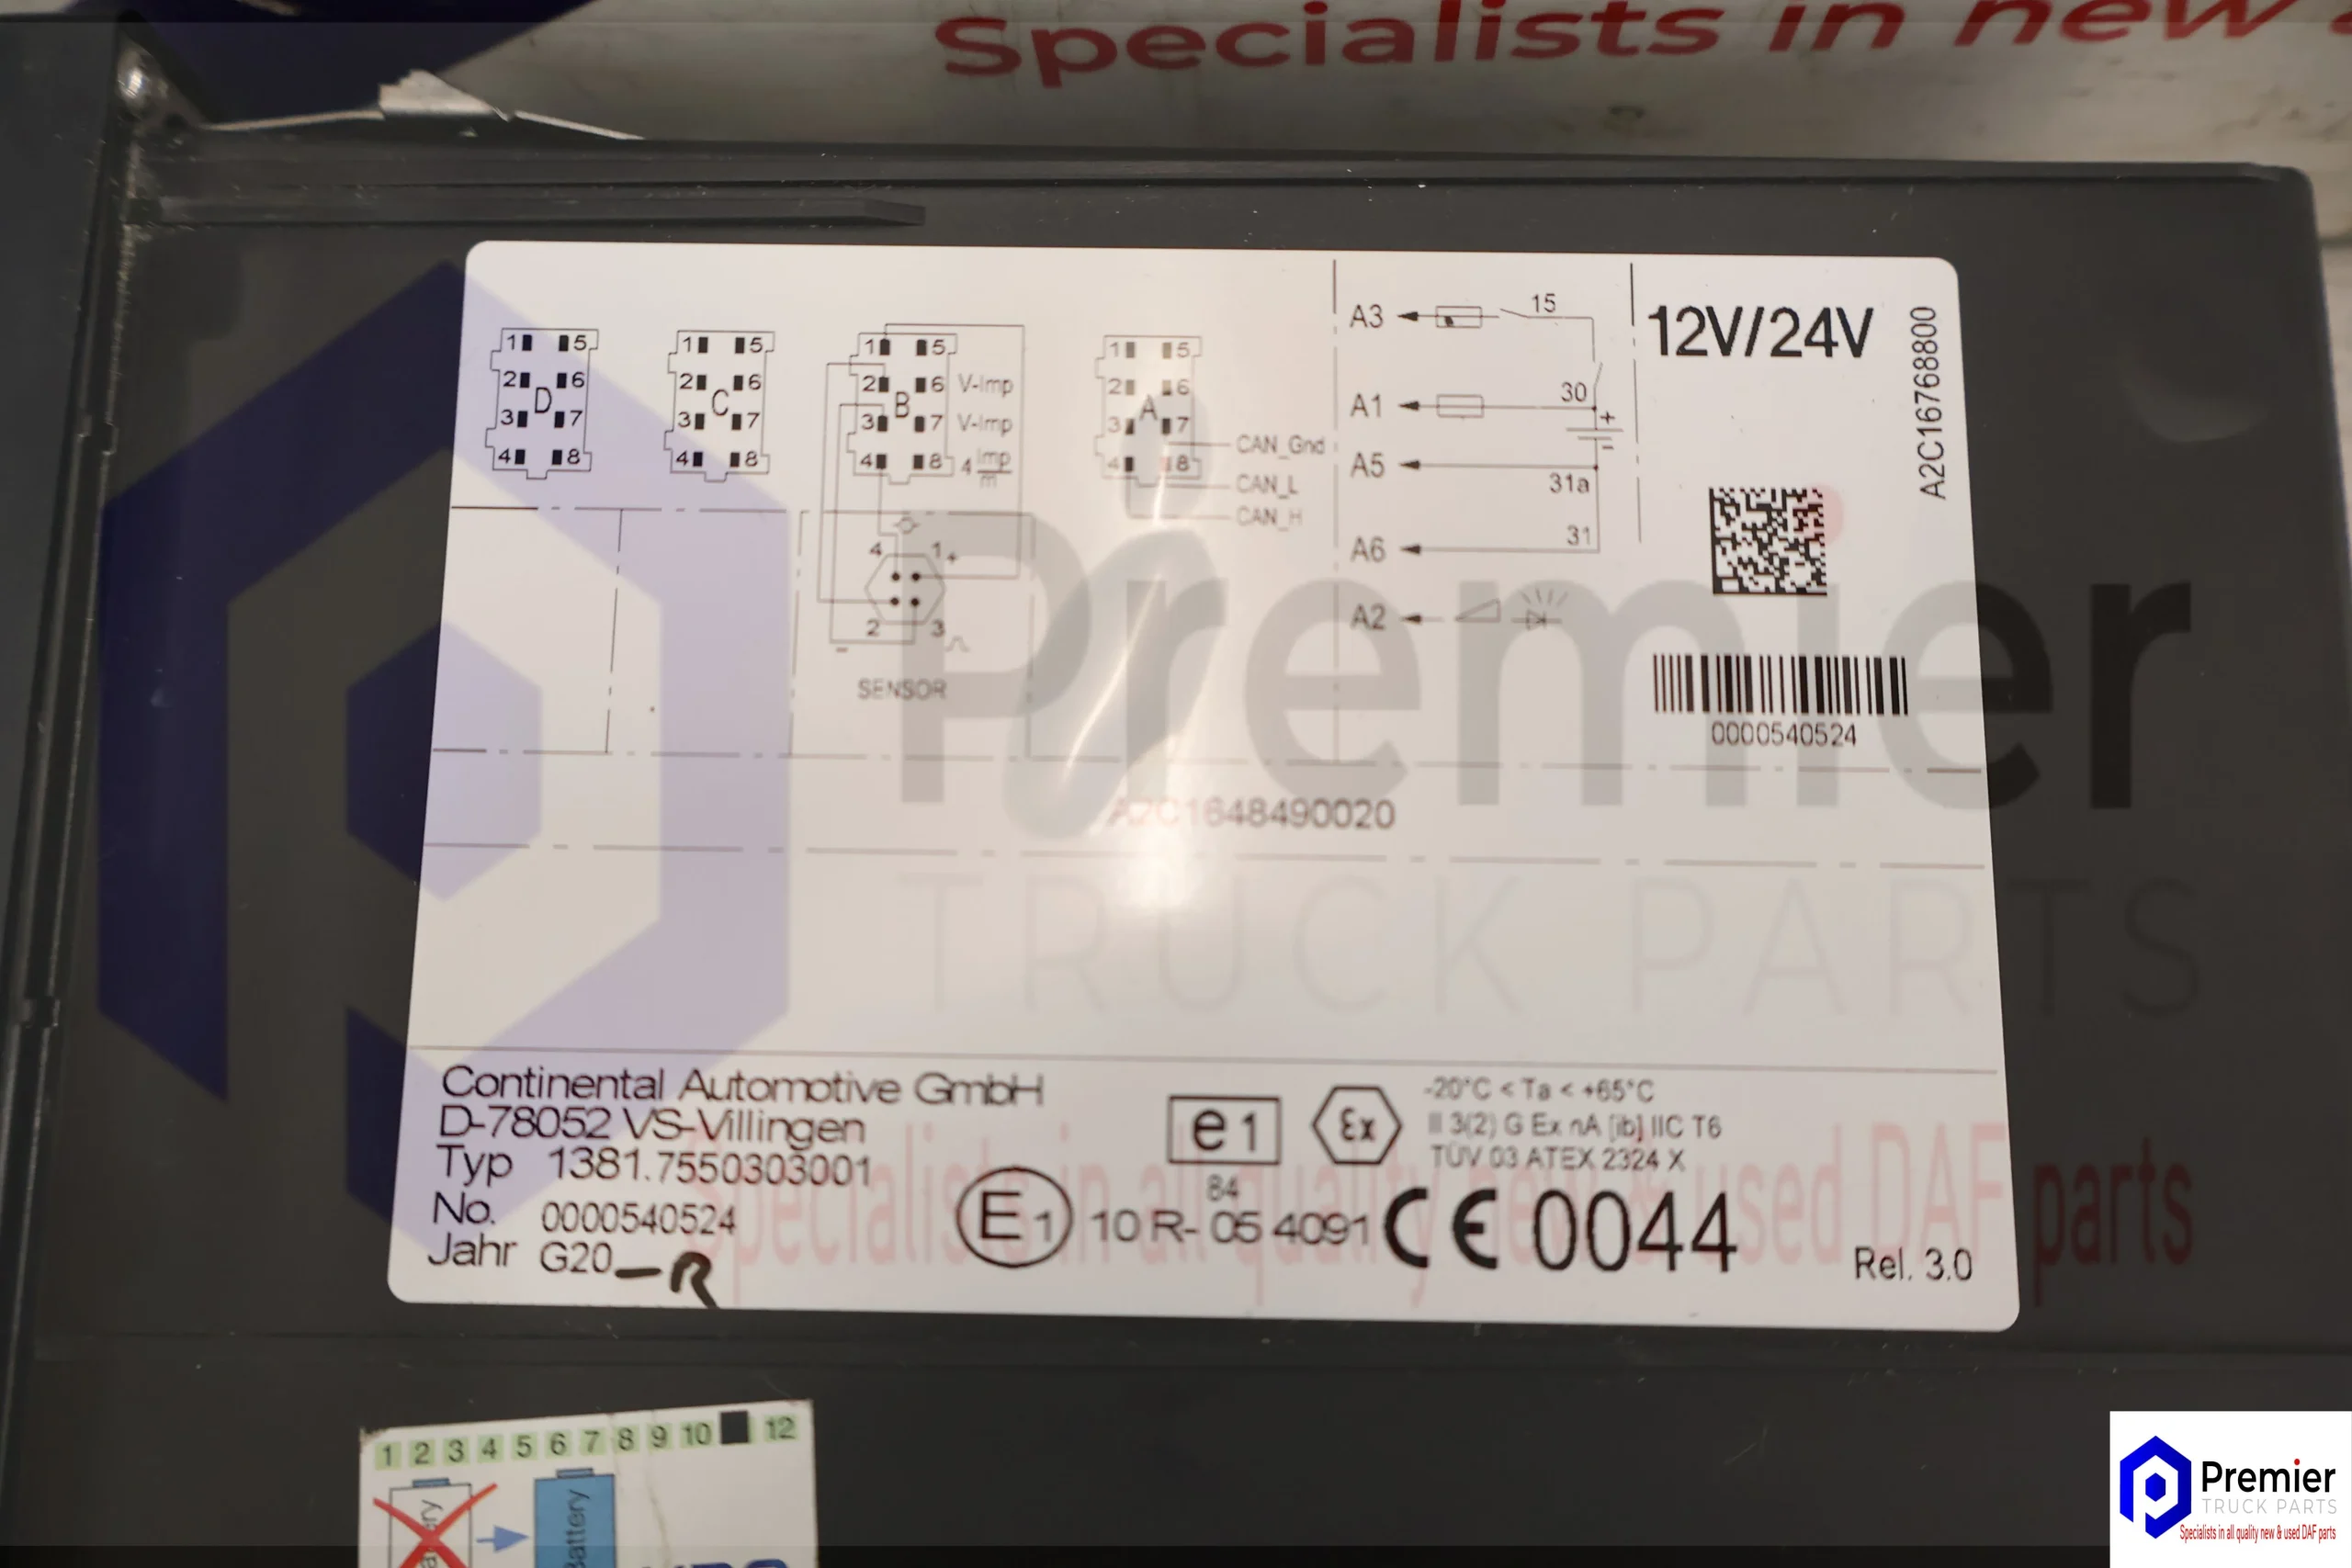 Specialists in new
1 5
2 6
D
3 7
4 8
1 5
2 6
C
3 7
4 8
1 5
2 6 V-Imp
B
3 7 V-Imp
4 8 4 Imp
m
1 5
2 6
A
3 7
4 8
CAN_Gnd
CAN_L
CAN_H
4 1 +
2 3
-
SENSOR
A3 15
A1 30
+
-
A5 31a
A6 31
A2
12V/24V
A2C16768800
0000540524
A2C1648490020
Premier
TRUCK PARTS
Continental Automotive GmbH
D-78052 VS-Villingen
Typ 1381.7550303001
No. 0000540524
Jahr G20 -R
e1
84
E1 10 R- 05 4091
Ex
-20°C < Ta < +65°C
II 3(2) G Ex nA [ib] IIC T6
TÜV 03 ATEX 2324 X
CE 0044
Rel. 3.0
Specialists in all quality new & used DAF parts
1 2 3 4 5 6 7 8 9 10 12
Battery
Premier
TRUCK PARTS
Specialists in all quality new & used DAF parts